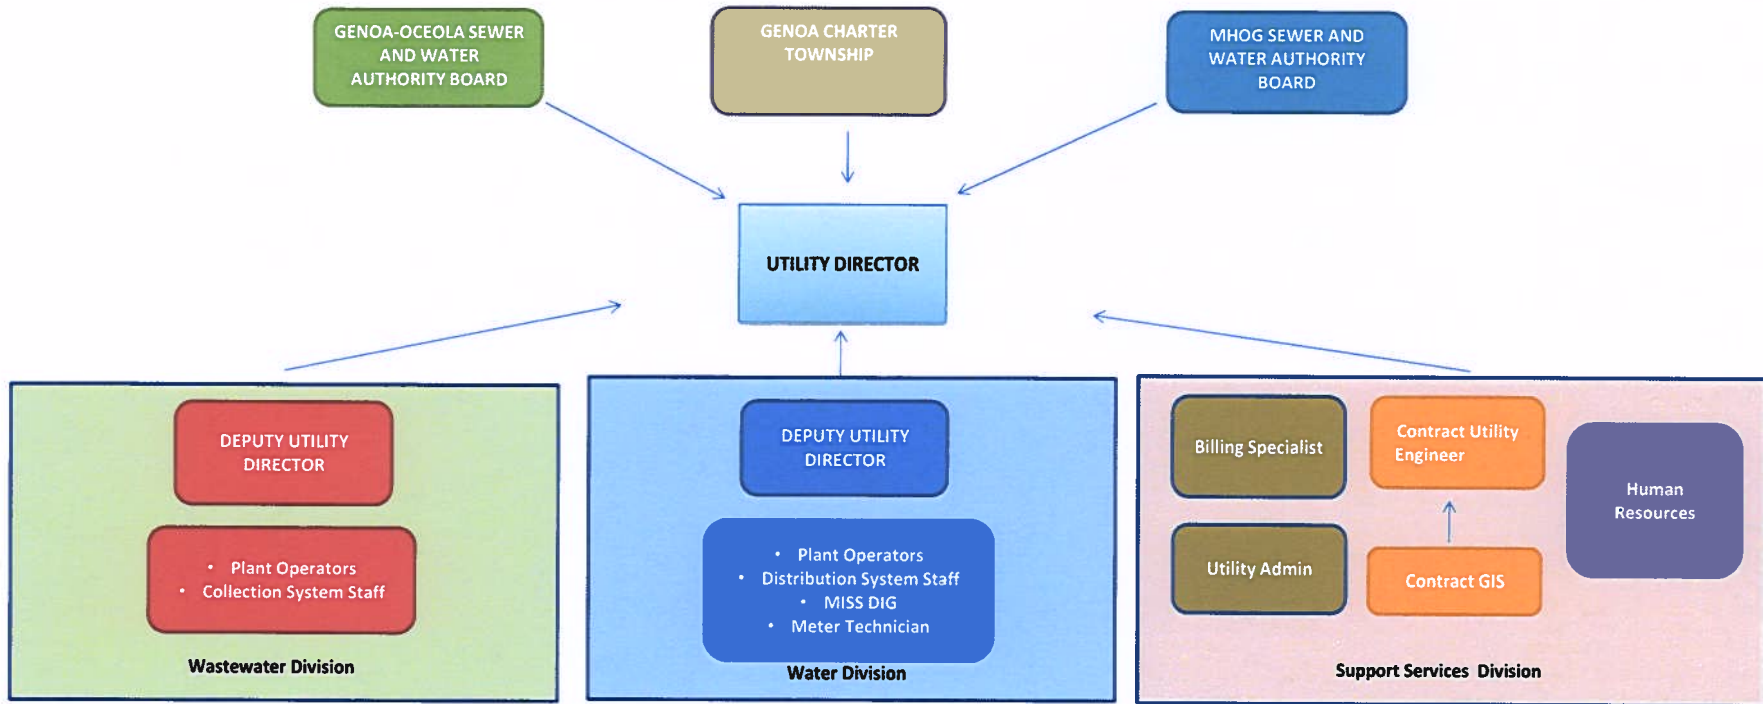 GENOA-OCEOLA SEWER
AND WATER
AUTHORITY BOARD
GENOA CHARTER
TOWNSHIP
MHOG SEWER AND
WATER AUTHORITY
BOARD
UTILITY DIRECTOR
DEPUTY UTILITY
DIRECTOR
• Plant Operators
• Collection System Staff
Wastewater Division
DEPUTY UTILITY
DIRECTOR
• Plant Operators
• Distribution System Staff
• MISS DIG
• Meter Technician
Water Division
Billing Specialist
Contract Utility
Engineer
Human
Resources
Utility Admin
Contract GIS
Support Services Division